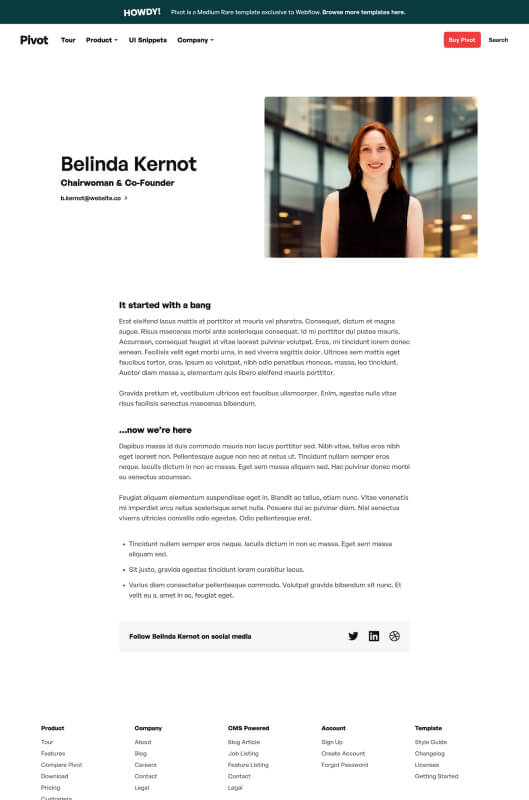 HOWDY! Pivot is a Medium Rare template exclusive to Webflow. Browse more templates here.
Pivot Tour Product UI Snippets Company Buy Pivot Search
Belinda Kernot
Chairwoman & Co-Founder
b.kernot@website.co
It started with a bang
Erat eleifend lacus mattis at porttitor at mauris vel pharetra. Consequat, dictum et magna
augue. Risus maecenas morbi ante scelerisque consequat. Id mi porttitor dui platea mauris.
Accumsan, consequat feugiat at vitae laoreet pulvinar volutpat. Eros, mi tincidunt lorem donec
aenean. Facilisis velit eget morbi urna, in sed viverra sagittis dolor. Ultrices sem mattis eget
faucibus tortor, cras. Ipsum ac volutpat, nibh odio penatibus rhoncus, massa, leo tincidunt.
Auctor diam massa a, elementum quis libero eleifend mauris porttitor.
Gravida pretium et, vestibulum ultrices est faucibus ullamcorper. Enim, egestas nulla vitae
risus facilisis senectus maecenas bibendum.
...now we're here
Dapibus massa id duis commodo mauris non lacus porttitor sed. Nibh vitae, tellus eros nibh
eget laoreet non. Pellentesque augue non nec at netus ut. Tincidunt nullam semper eros
neque. Iaculis dictum in non ac massa. Eget sem massa aliquam sed. Hac pulvinar donec morbi
eu senectus accumsan.
Feugiat aliquam elementum suspendisse eget in. Blandit ac tellus, etiam nunc. Vitae venenatis
mi imperdiet arcu netus scelerisque amet nulla. Posuere dui ac pulvinar diam. Nisl senectus
viverra ultricies convallis odio egestas. Odio pellentesque erat.
• Tincidunt nullam semper eros neque. Iaculis dictum in non ac massa. Eget sem massa
aliquam sed.
• Sit justo, gravida egestas tincidunt lorem curabitur lacus.
• Varius diam consectetur pellentesque commodo. Volutpat gravida bibendum sit nunc. Et
velit eu a, amet in ac, feugiat eget.
Follow Belinda Kernot on social media
Product Company CMS Powered Account Template
Tour About Blog Article Sign Up Style Guide
Features Blog Job Listing Create Account Changelog
Compare Pivot Careers Feature Listing Forgot Password Licenses
Download Contact Contact Getting Started
Pricing Legal Legal
Customers